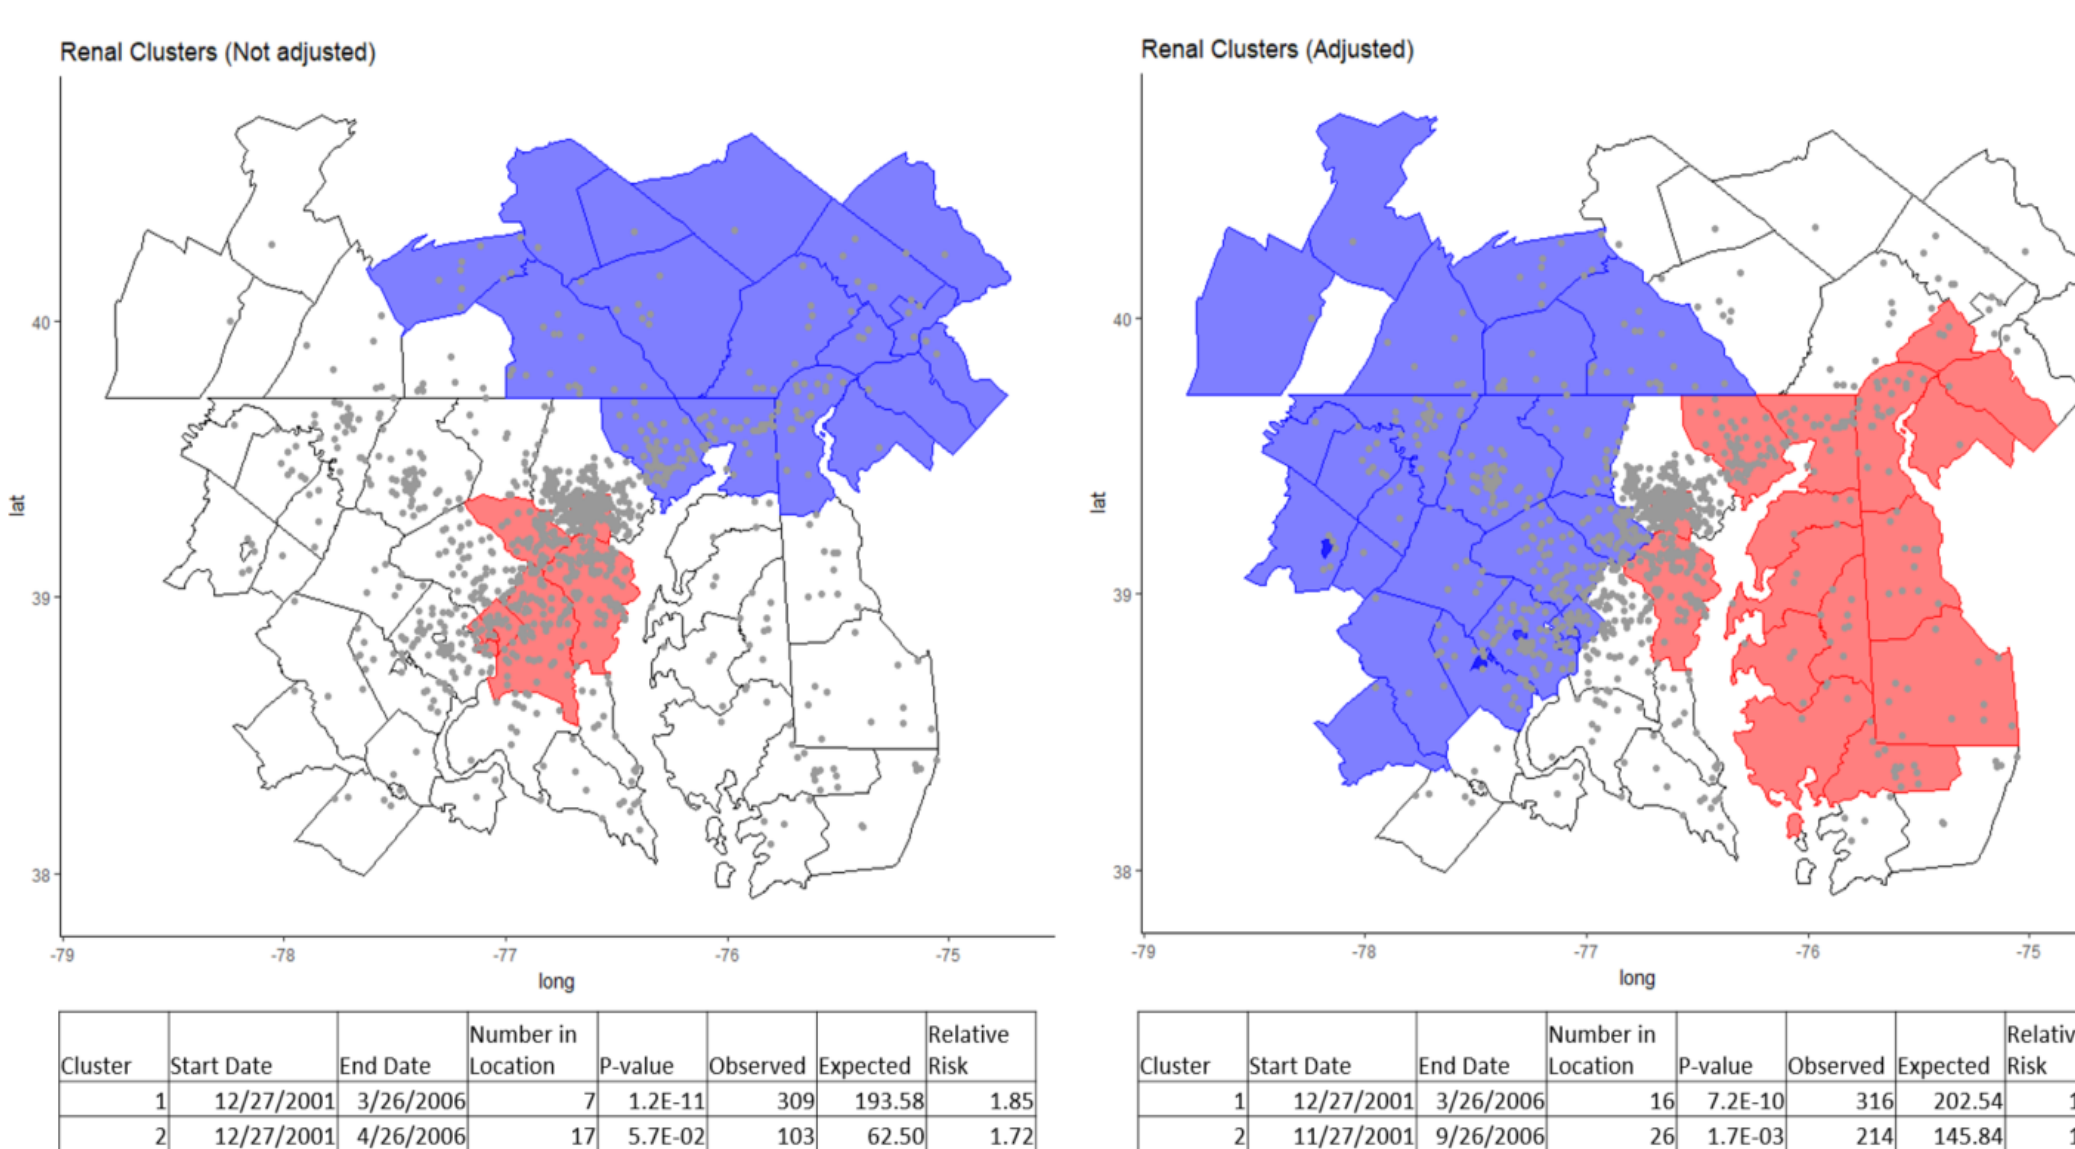 Renal Clusters (Not adjusted)
40
39
38
lat
-79 -78 -77 -76 -75
long
Cluster Start Date End Date Number in Location P-value Observed Expected Relative Risk
1 12/27/2001 3/26/2006 7 1.2E-11 309 193.58 1.85
2 12/27/2001 4/26/2006 17 5.7E-02 103 62.50 1.72
Renal Clusters (Adjusted)
40
39
38
lat
-79 -78 -77 -76 -75
long
Cluster Start Date End Date Number in Location P-value Observed Expected Relativ Risk
1 12/27/2001 3/26/2006 16 7.2E-10 316 202.54 1
2 11/27/2001 9/26/2006 26 1.7E-03 214 145.84 1